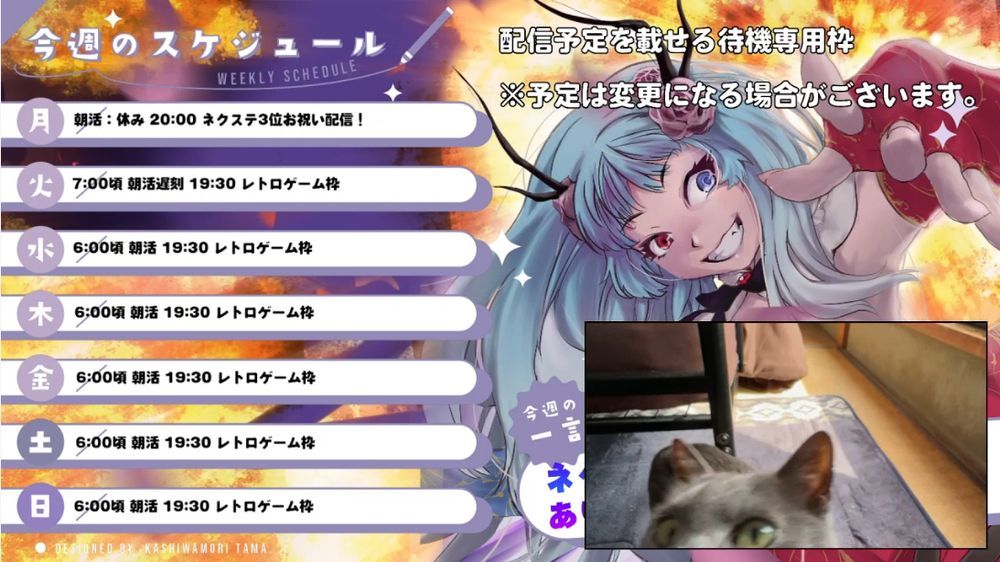 今週のスケジュール
WEEKLY SCHEDULE
配信予定を載せる待機専用枠
※予定は変更になる場合がございます。
月 朝活：休み 20:00 ネクステ3位お祝い配信！
火 7:00頃 朝活遅刻 19:30 レトロゲーム枠
水 6:00頃 朝活 19:30 レトロゲーム枠
木 6:00頃 朝活 19:30 レトロゲーム枠
金 6:00頃 朝活 19:30 レトロゲーム枠
土 6:00頃 朝活 19:30 レトロゲーム枠
日 6:00頃 朝活 19:30 レトロゲーム枠
今週の
一言
ネク
あり
DESIGNED BY KASHIWAMORI TAMA.